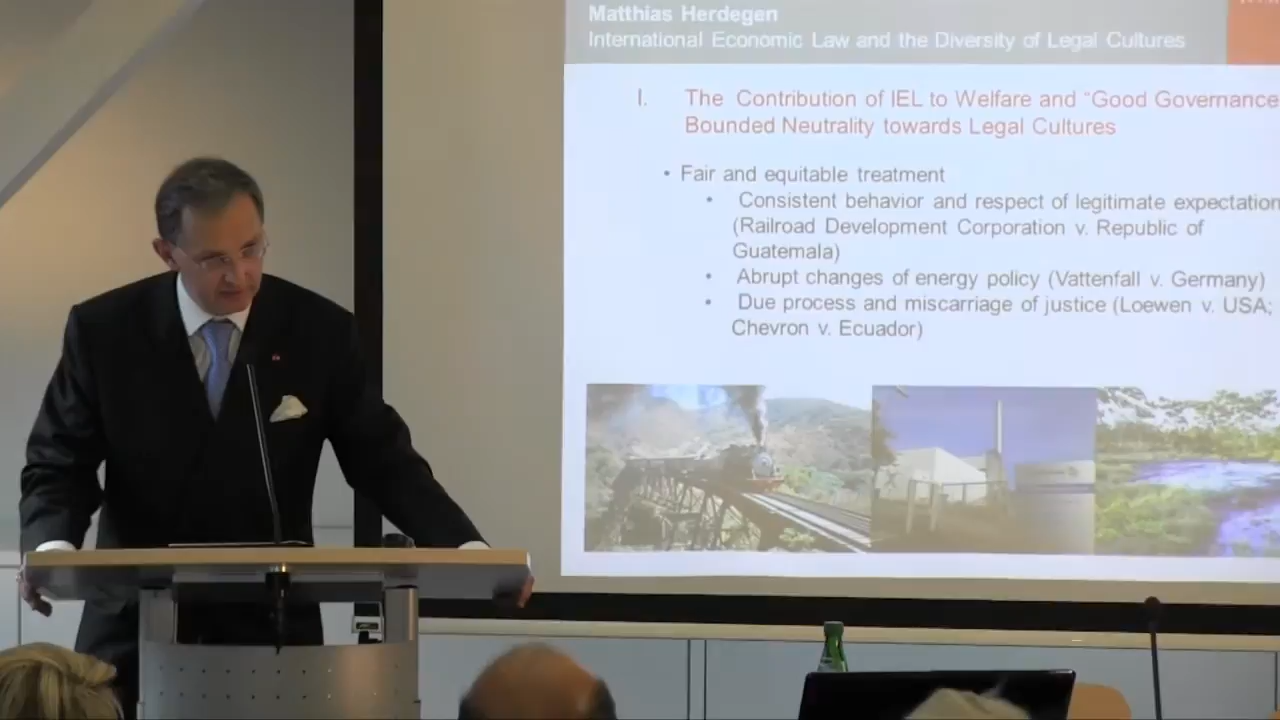 Matthias Herdegen
International Economic Law and the Diversity of Legal Cultures
I. The Contribution of IEL to Welfare and “Good Governance
Bounded Neutrality towards Legal Cultures
• Fair and equitable treatment
• Consistent behavior and respect of legitimate expectation
(Railroad Development Corporation v. Republic of
Guatemala)
• Abrupt changes of energy policy (Vattenfall v. Germany)
• Due process and miscarriage of justice (Loewen v. USA;
Chevron v. Ecuador)